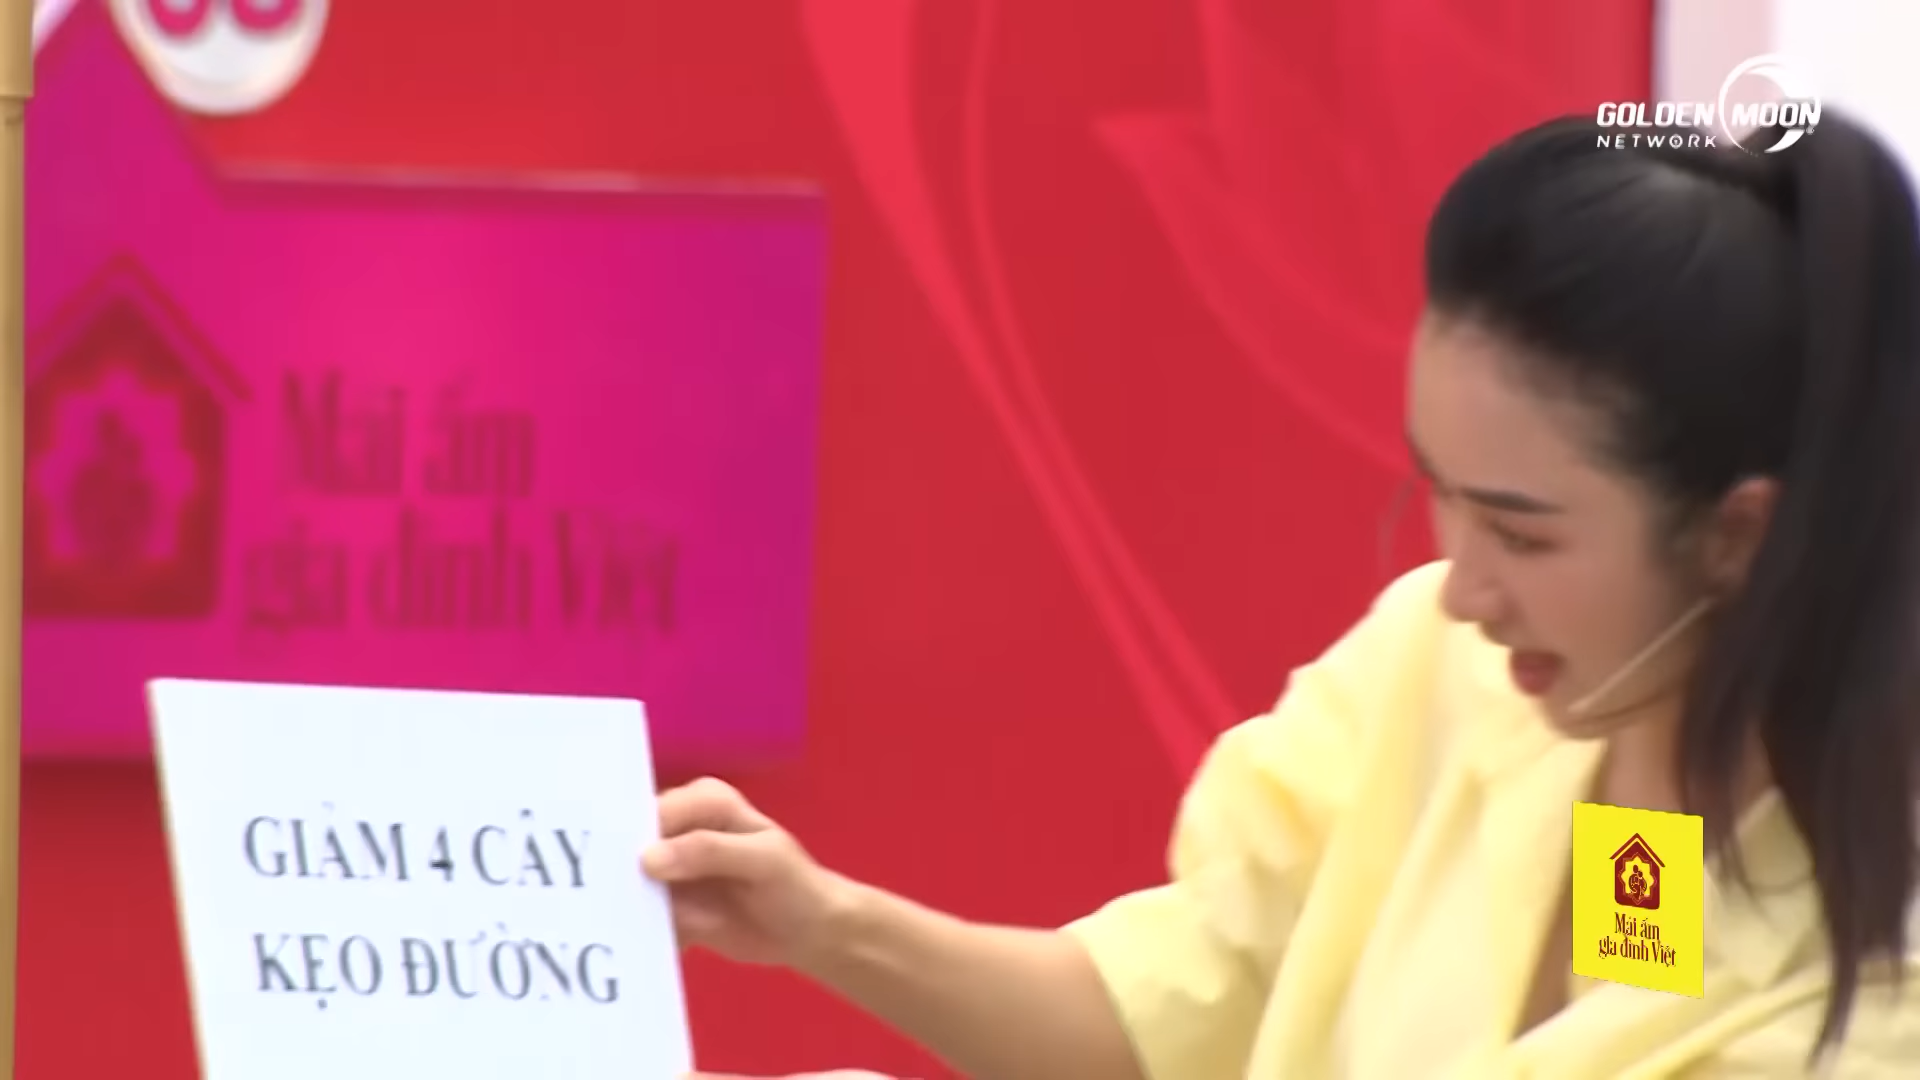 GOLDEN MOON
NETWORK
Mái ấm
gia đình Việt
GIẢM 4 CÂY
KẸO ĐƯỜNG
Mái ấm
gia đình Việt